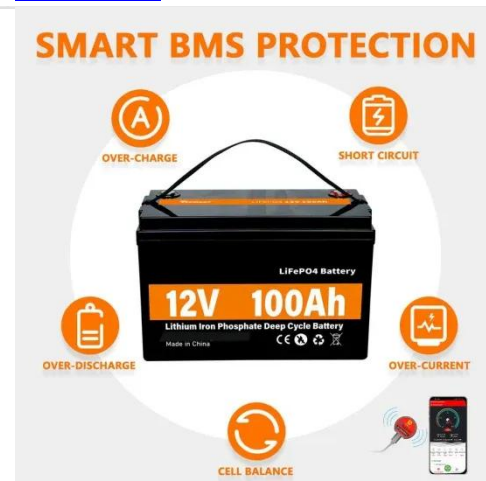 SMART BMS PROTECTION
A
OVER-CHARGE
SHORT CIRCUIT
LiFePO4 Battery
12V 100Ah
Lithium Iron Phosphate Deep Cycle Battery
Made in China
CE
OVER-DISCHARGE
OVER-CURRENT
CELL BALANCE